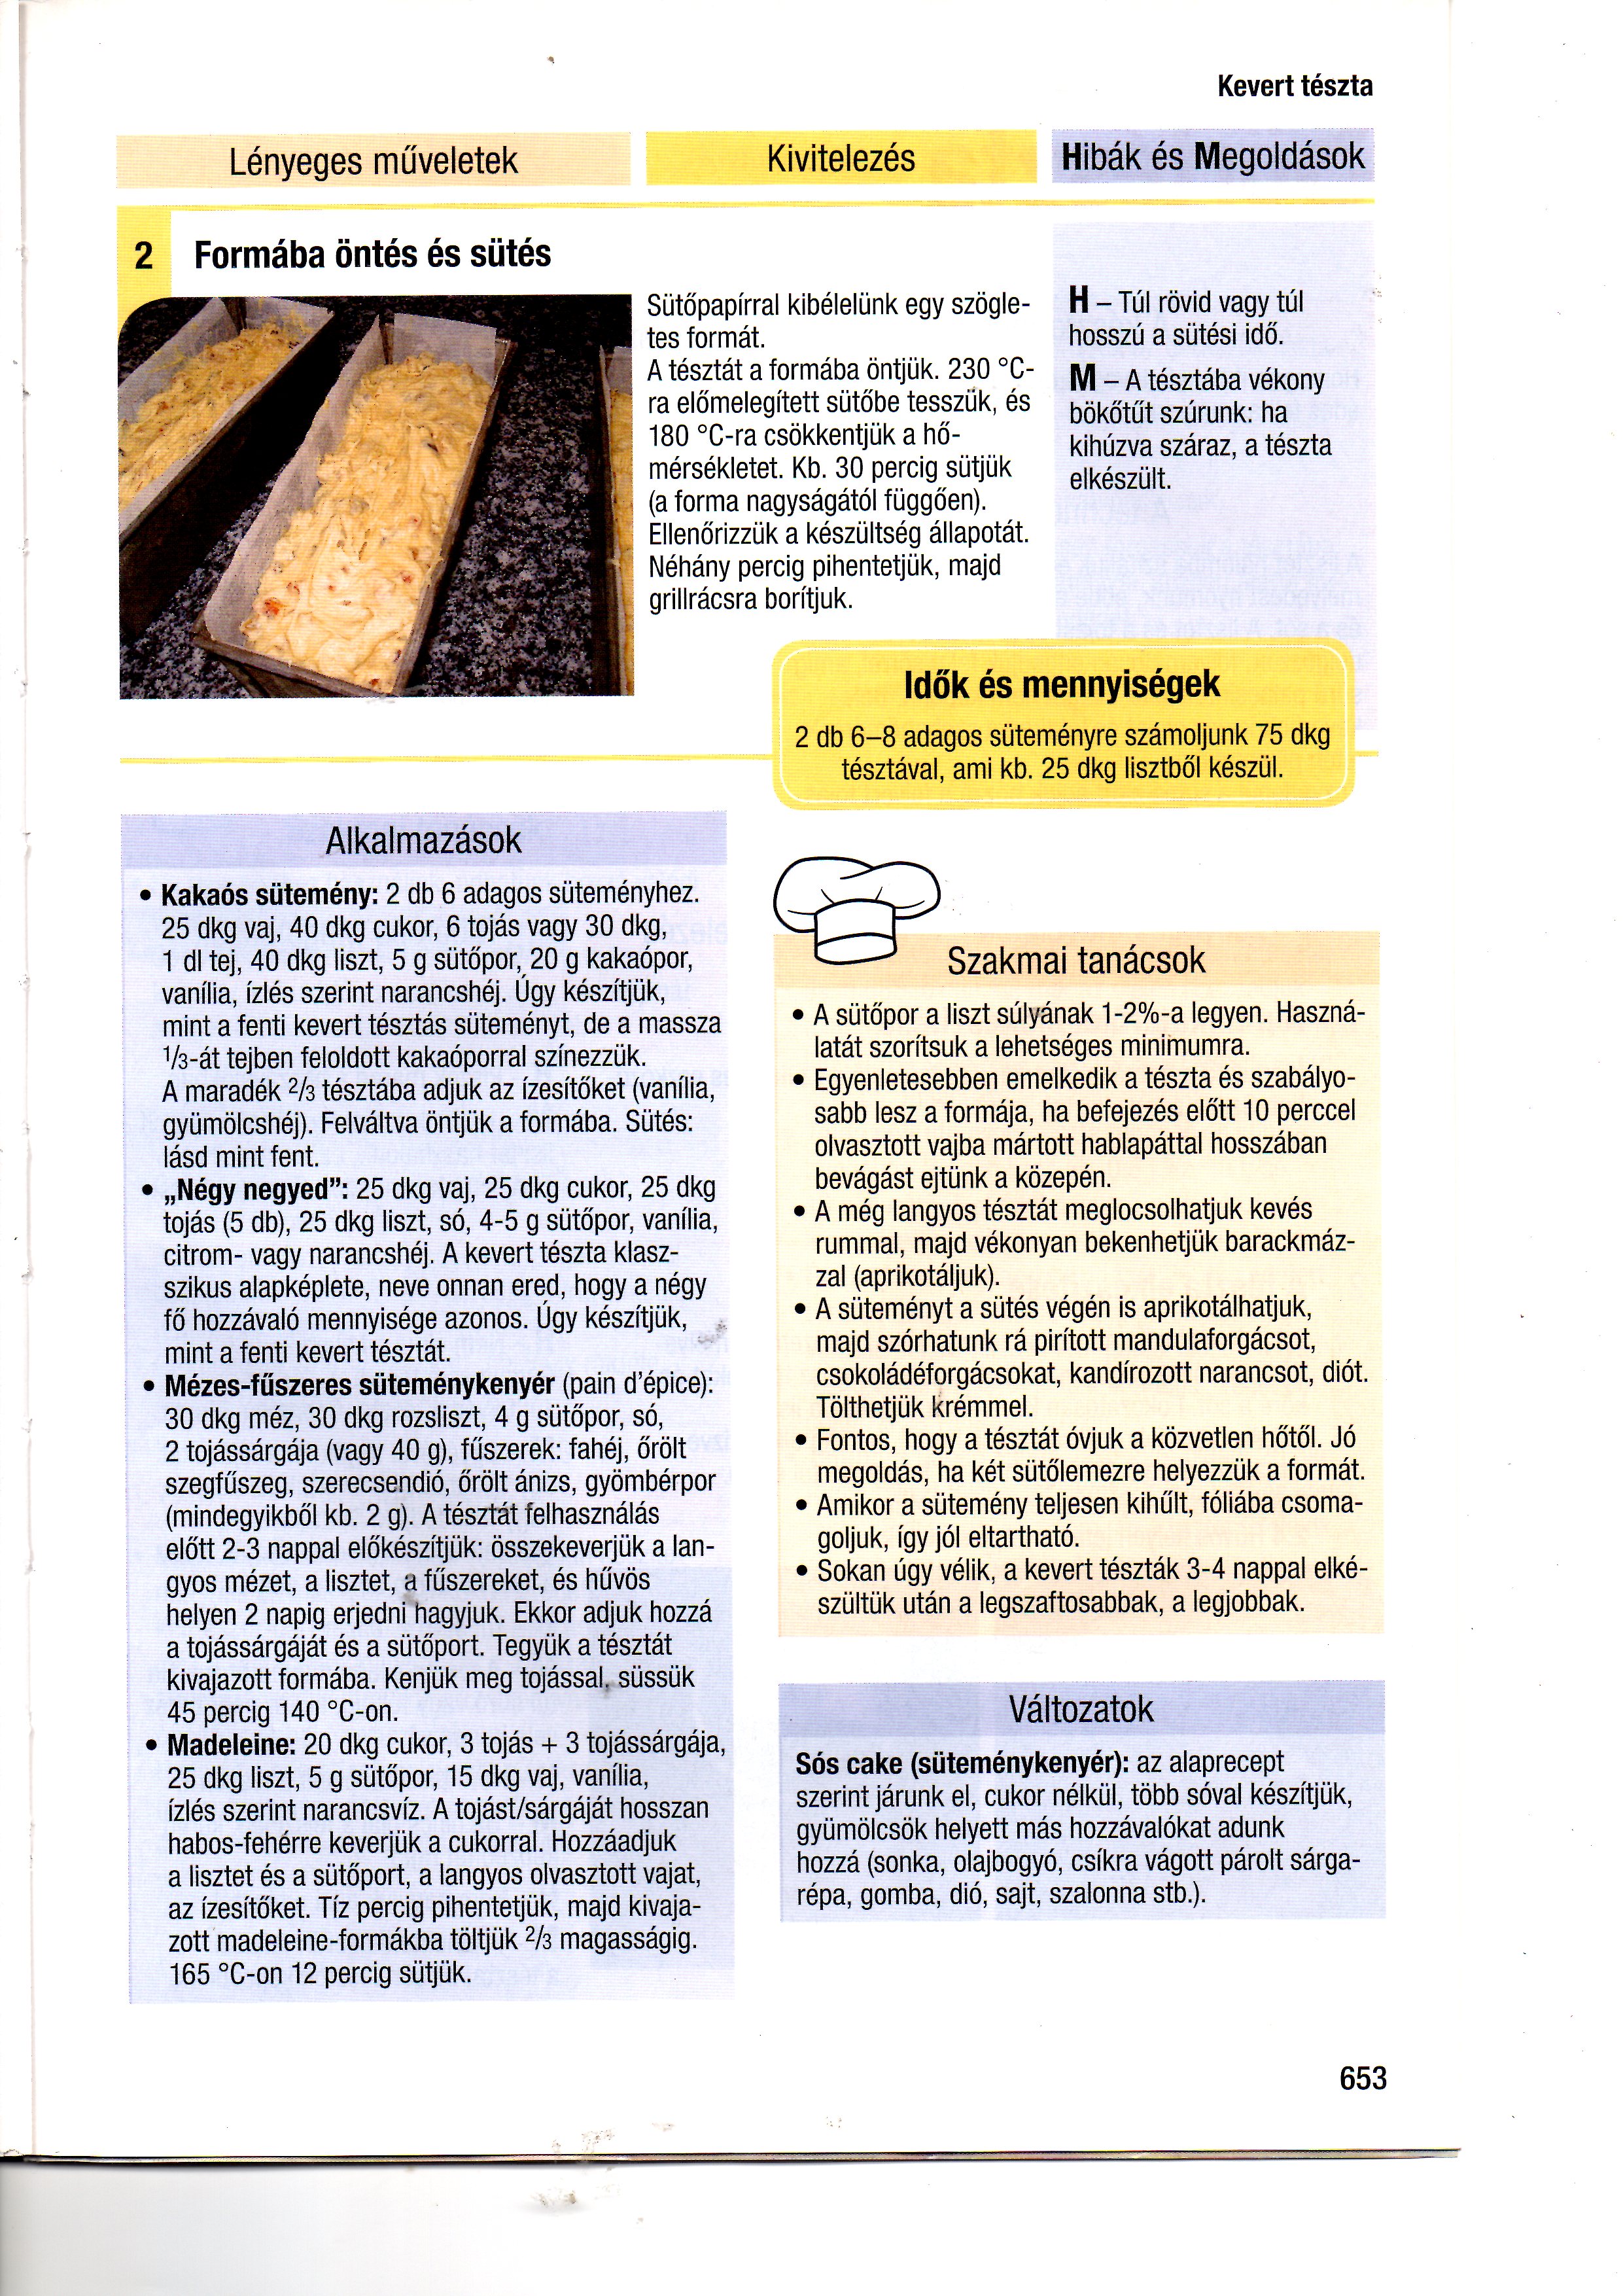 Kevert tészta
Lényeges műveletek
Kivitelezés
Hibák és Megoldások
2 Formába öntés és sütés
Sütőpapírral kibélelünk egy szögle-
tes formát.
A tésztát a formába öntjük. 230 °C-
ra előmelegített sütőbe tesszük, és
180 °C-ra csökkentjük a hő-
mérsékletet. Kb. 30 percig sütjük
(a forma nagyságától függően).
Ellenőrizzük a készültség állapotát.
Néhány percig pihentetjük, majd
grillrácsra borítjuk.
H – Túl rövid vagy túl
hosszú a sütési idő.
M – A tésztába vékony
bökőtűt szúrunk: ha
kihúzva száraz, a tészta
elkészült.
Idők és mennyiségek
2 db 6–8 adagos süteményre számoljunk 75 dkg
tésztával, ami kb. 25 dkg lisztből készül.
Alkalmazások
• Kakaós sütemény: 2 db 6 adagos süteményhez.
25 dkg vaj, 40 dkg cukor, 6 tojás vagy 30 dkg,
1 dl tej, 40 dkg liszt, 5 g sütőpor, 20 g kakaópor,
vanília, ízlés szerint narancshéj. Úgy készítjük,
mint a fenti kevert tésztás süteményt, de a massza
1/3-át tejben feloldott kakaóporral színezzük.
A maradék 2/3 tésztába adjuk az ízesítőket (vanília,
gyümölcshéj). Felváltva öntjük a formába. Sütés:
lásd mint fent.
• „Négy negyed”: 25 dkg vaj, 25 dkg cukor, 25 dkg
tojás (5 db), 25 dkg liszt, só, 4-5 g sütőpor, vanília,
citrom- vagy narancshéj. A kevert tészta klasz-
szikus alapképlete, neve onnan ered, hogy a négy
fő hozzávaló mennyisége azonos. Úgy készítjük,
mint a fenti kevert tésztát.
• Mézes-fűszeres süteménykenyér (pain d’épice):
30 dkg méz, 30 dkg rozsliszt, 4 g sütőpor, só,
2 tojássárgája (vagy 40 g), fűszerek: fahéj, őrölt
szegfűszeg, szerecsendió, őrölt ánizs, gyömbérpor
(mindegyikből kb. 2 g). A tésztát felhasználás
előtt 2-3 nappal előkészítjük: összekeverjük a lan-
gyos mézet, a lisztet, a fűszereket, és hűvös
helyen 2 napig erjedni hagyjuk. Ekkor adjuk hozzá
a tojássárgáját és a sütőport. Tegyük a tésztát
kivajazott formába. Kenjük meg tojással, süssük
45 percig 140 °C-on.
• Madeleine: 20 dkg cukor, 3 tojás + 3 tojássárgája,
25 dkg liszt, 5 g sütőpor, 15 dkg vaj, vanília,
ízlés szerint narancsvíz. A tojást/sárgáját hosszan
habos-fehérre keverjük a cukorral. Hozzáadjuk
a lisztet és a sütőport, a langyos olvasztott vajat,
az ízesítőket. Tíz percig pihentetjük, majd kivaja-
zott madeleine-formákba töltjük 2/3 magasságig.
165 °C-on 12 percig sütjük.
Szakmai tanácsok
• A sütőpor a liszt súlyának 1-2%-a legyen. Haszná-
latát szorítsuk a lehetséges minimumra.
• Egyenletesebben emelkedik a tészta és szabályo-
sabb lesz a formája, ha befejezés előtt 10 perccel
olvasztott vajba mártott hablapáttal hosszában
bevágást ejtünk a közepén.
• A még langyos tésztát meglocsolhatjuk kevés
rummal, majd vékonyan bekenhetjük barackmáz-
zal (aprikotáljuk).
• A süteményt a sütés végén is aprikotálhatjuk,
majd szórhatunk rá pirított mandulaforgácsot,
csokoládéforgácsokat, kandírozott narancsot, diót.
Tölthetjük krémmel.
• Fontos, hogy a tésztát óvjuk a közvetlen hőtől. Jó
megoldás, ha két sütőlemezre helyezzük a formát.
• Amikor a sütemény teljesen kihűlt, fóliába csoma-
goljuk, így jól eltartható.
• Sokan úgy vélik, a kevert tészták 3-4 nappal elké-
szültük után a legszaftosabbak, a legjobbak.
Változatok
Sós cake (süteménykenyér): az alaprecept
szerint járunk el, cukor nélkül, több sóval készítjük,
gyümölcsök helyett más hozzávalókat adunk
hozzá (sonka, olajbogyó, csíkra vágott párolt sárga-
répa, gomba, dió, sajt, szalonna stb.).
653